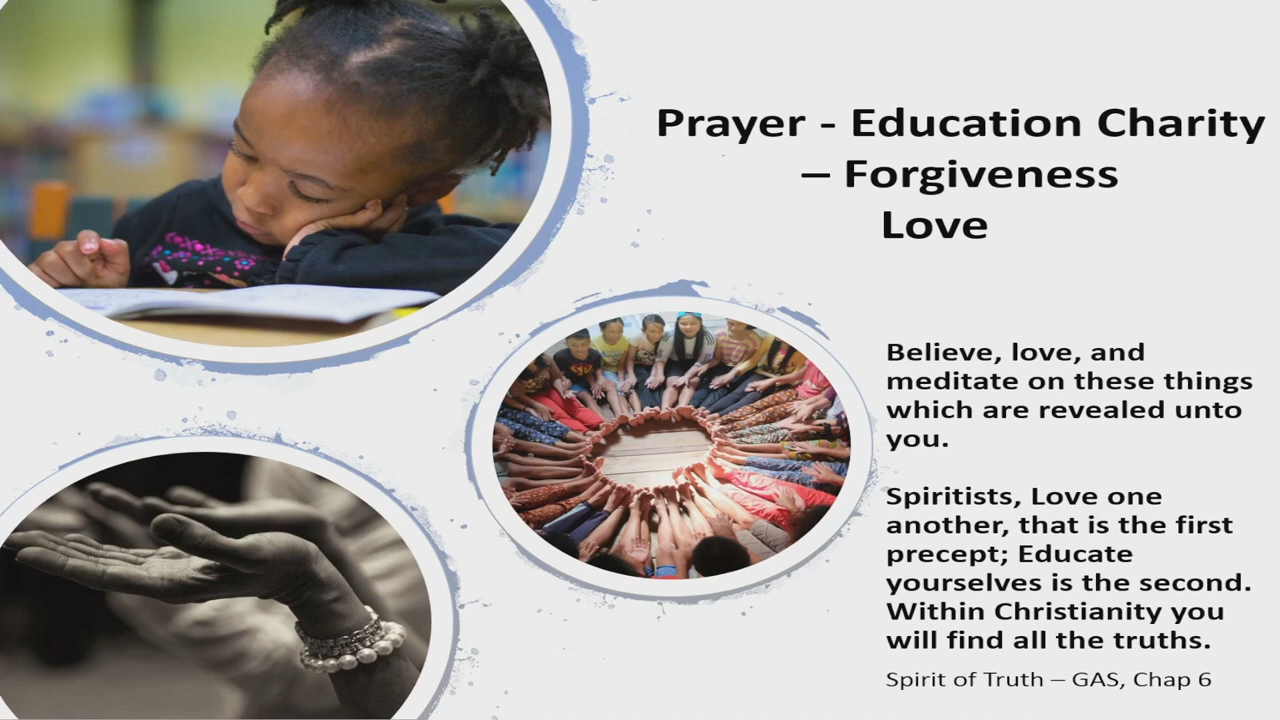 Prayer - Education Charity
– Forgiveness
Love
Believe, love, and
meditate on these things
which are revealed unto
you.
Spiritists, Love one
another, that is the first
precept; Educate
yourselves is the second.
Within Christianity you
will find all the truths.
Spirit of Truth – GAS, Chap 6